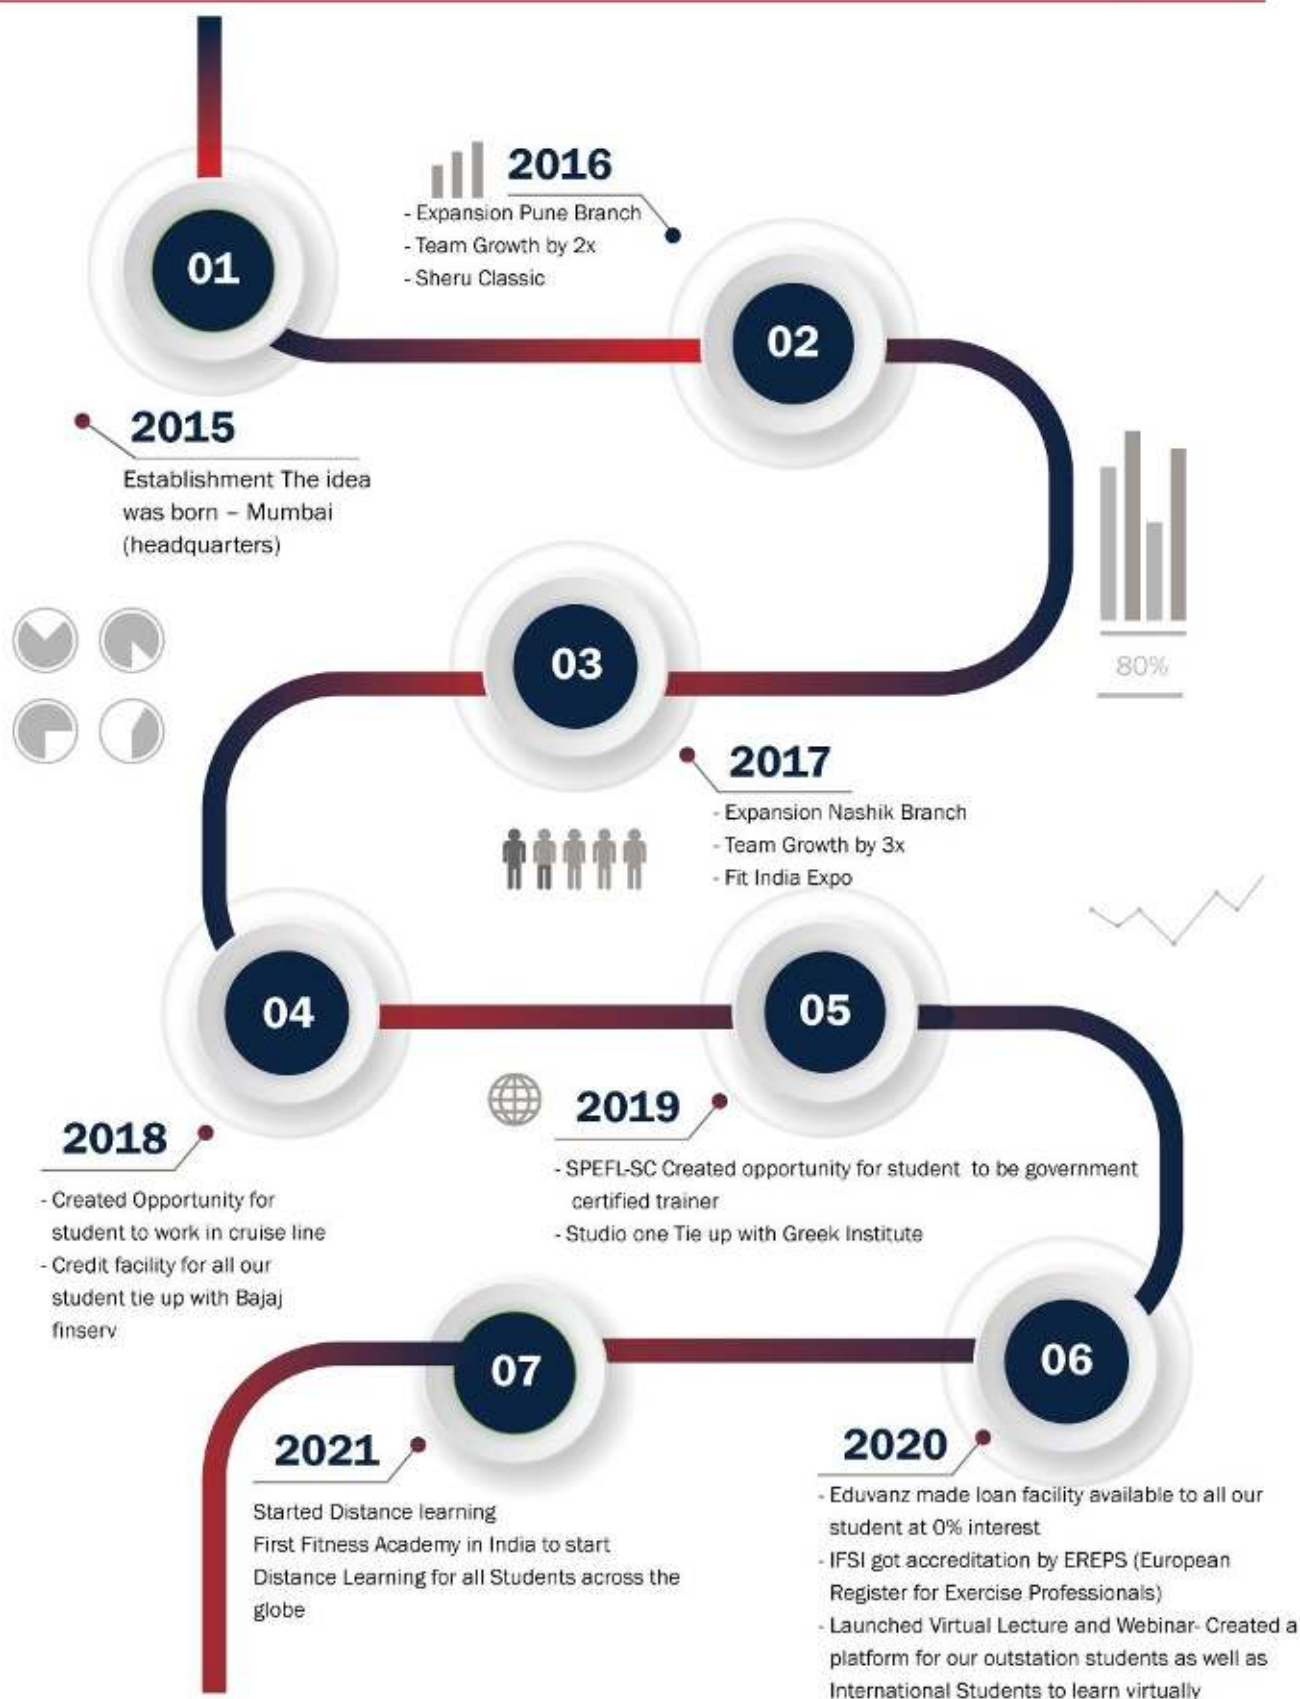 01
2015
Establishment The idea
was born – Mumbai
(headquarters)
2016
- Expansion Pune Branch
- Team Growth by 2x
- Sheru Classic
02
80%
03
2017
- Expansion Nashik Branch
- Team Growth by 3x
- Fit India Expo
04
2018
- Created Opportunity for
student to work in cruise line
- Credit facility for all our
student tie up with Bajaj
finserv
05
2019
- SPEFL-SC Created opportunity for student to be government
certified trainer
- Studio one Tie up with Greek Institute
06
2020
- Eduvanz made loan facility available to all our
student at 0% interest
- IFSI got accreditation by EREPS (European
Register for Exercise Professionals)
- Launched Virtual Lecture and Webinar- Created a
platform for our outstation students as well as
International Students to learn virtually
07
2021
Started Distance learning
First Fitness Academy in India to start
Distance Learning for all Students across the
globe